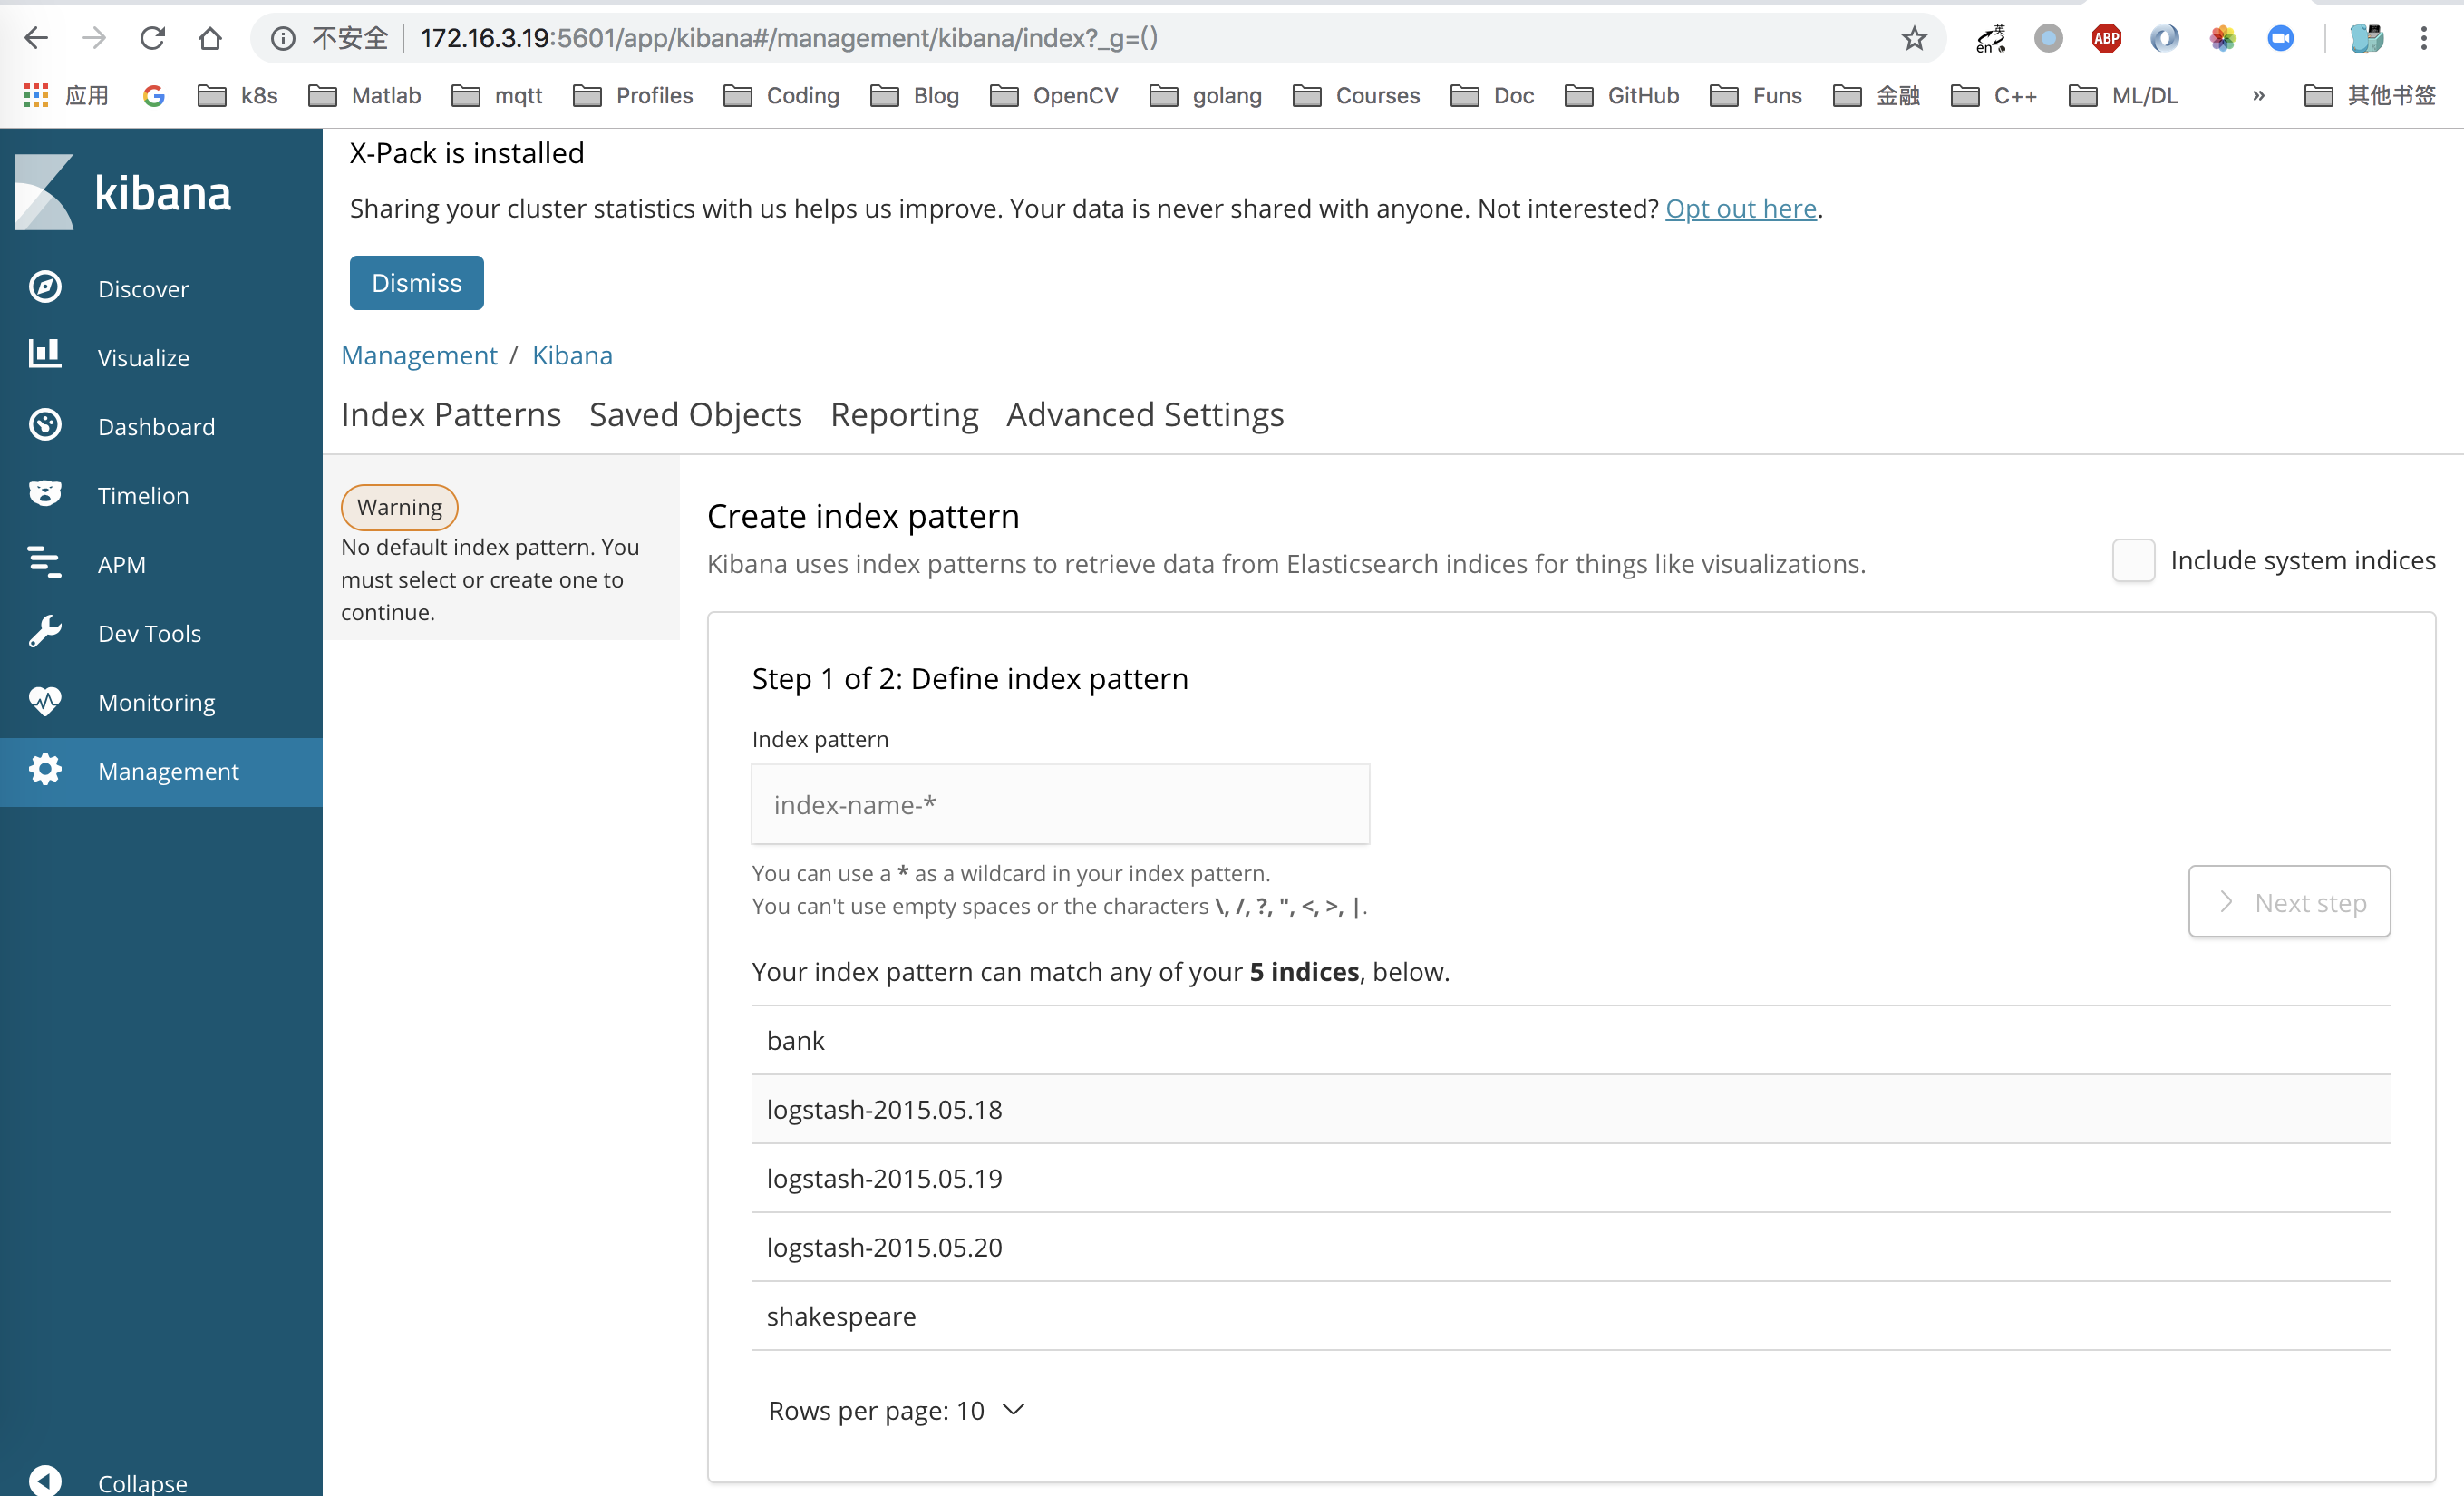 不安全 172.16.3.19:5601/app/kibana#/management/kibana/index?_g=()
英
en
ABP
应用 k8s Matlab mqtt Profiles Coding Blog OpenCV golang Courses Doc GitHub Funs 金融 C++ ML/DL » 其他书签
kibana
Discover
Visualize
Dashboard
Timelion
APM
Dev Tools
Monitoring
Management
Collapse
X-Pack is installed
Sharing your cluster statistics with us helps us improve. Your data is never shared with anyone. Not interested? Opt out here.
Dismiss
Management / Kibana
Index Patterns Saved Objects Reporting Advanced Settings
Warning
No default index pattern. You
must select or create one to
continue.
Create index pattern
Kibana uses index patterns to retrieve data from Elasticsearch indices for things like visualizations.
Include system indices
Step 1 of 2: Define index pattern
Index pattern
index-name-*
You can use a * as a wildcard in your index pattern.
You can't use empty spaces or the characters \, /, ?, ", <, >, |.
Next step
Your index pattern can match any of your 5 indices, below.
bank
logstash-2015.05.18
logstash-2015.05.19
logstash-2015.05.20
shakespeare
Rows per page: 10